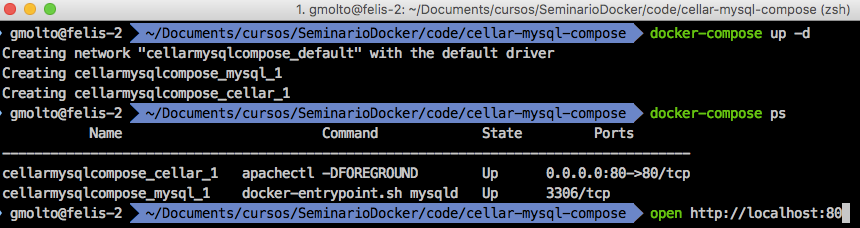 1. gmolto@felis-2: ~/Documents/cursos/SeminarioDocker/code/cellar-mysql-compose (zsh)
gmolto@felis-2 ~/Documents/cursos/SeminarioDocker/code/cellar-mysql-compose docker-compose up -d
Creating network "cellarmysqlcompose_default" with the default driver
Creating cellarmysqlcompose_mysql_1
Creating cellarmysqlcompose_cellar_1
gmolto@felis-2 ~/Documents/cursos/SeminarioDocker/code/cellar-mysql-compose docker-compose ps
Name Command State Ports
cellarmysqlcompose_cellar_1 apachectl -DFOREGROUND Up 0.0.0.0:80->80/tcp
cellarmysqlcompose_mysql_1 docker-entrypoint.sh mysqld Up 3306/tcp
gmolto@felis-2 ~/Documents/cursos/SeminarioDocker/code/cellar-mysql-compose open http://localhost:80